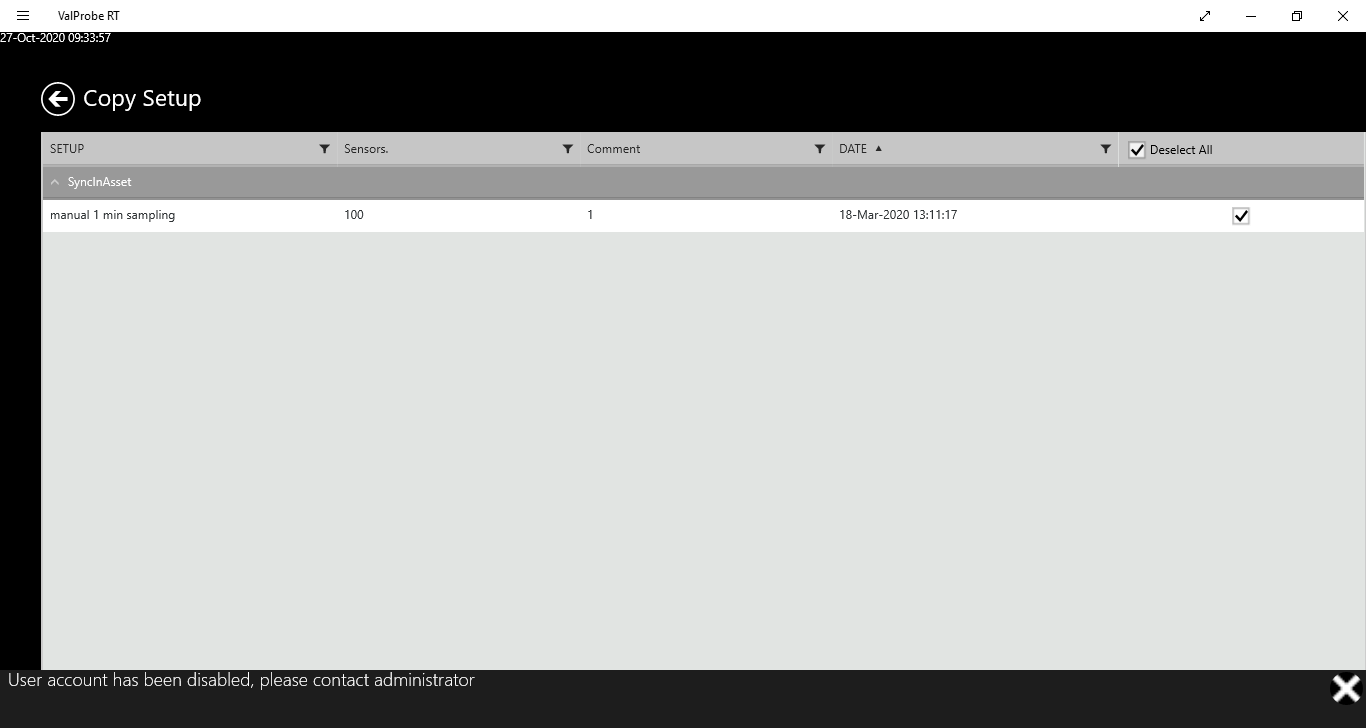 ValProbe RT
27-Oct-2020 09:33:57
Copy Setup
SETUP Sensors. Comment DATE Deselect All
SyncInAsset
manual 1 min sampling 100 1 18-Mar-2020 13:11:17
User account has been disabled, please contact administrator